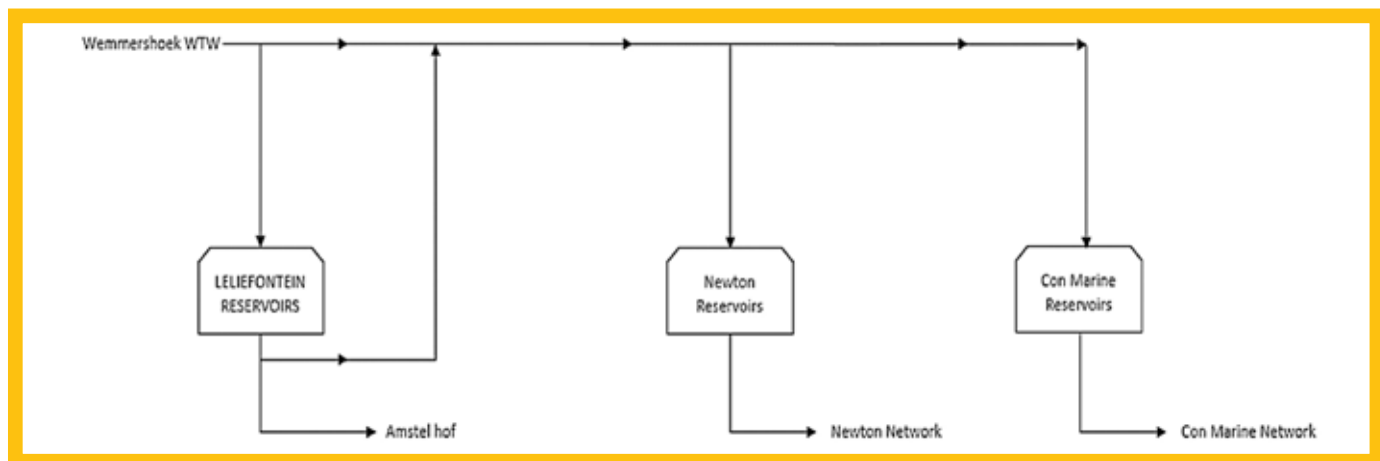 Wemmershoek WTW
LELIEFONTEIN
RESERVOIRS
Newton
Reservoirs
Con Marine
Reservoirs
Amstel hof
Newton Network
Con Marine Network